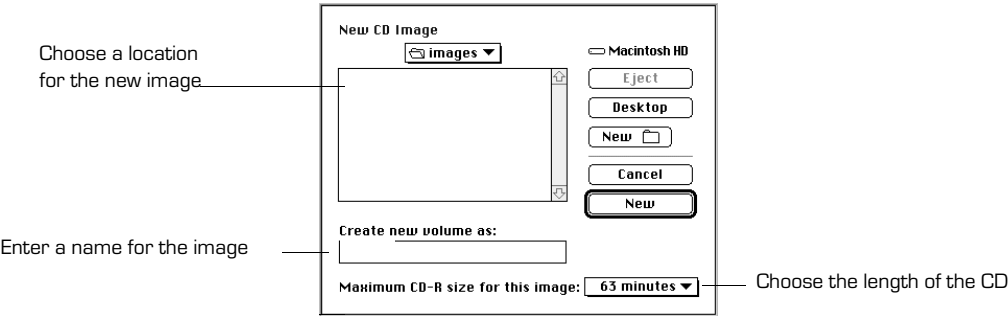 New CD Image
images
Macintosh HD
Eject
Desktop
New
Cancel
New
Create new volume as:
Maximum CD-R size for this image: 63 minutes
Choose a location
for the new image
Enter a name for the image
Choose the length of the CD